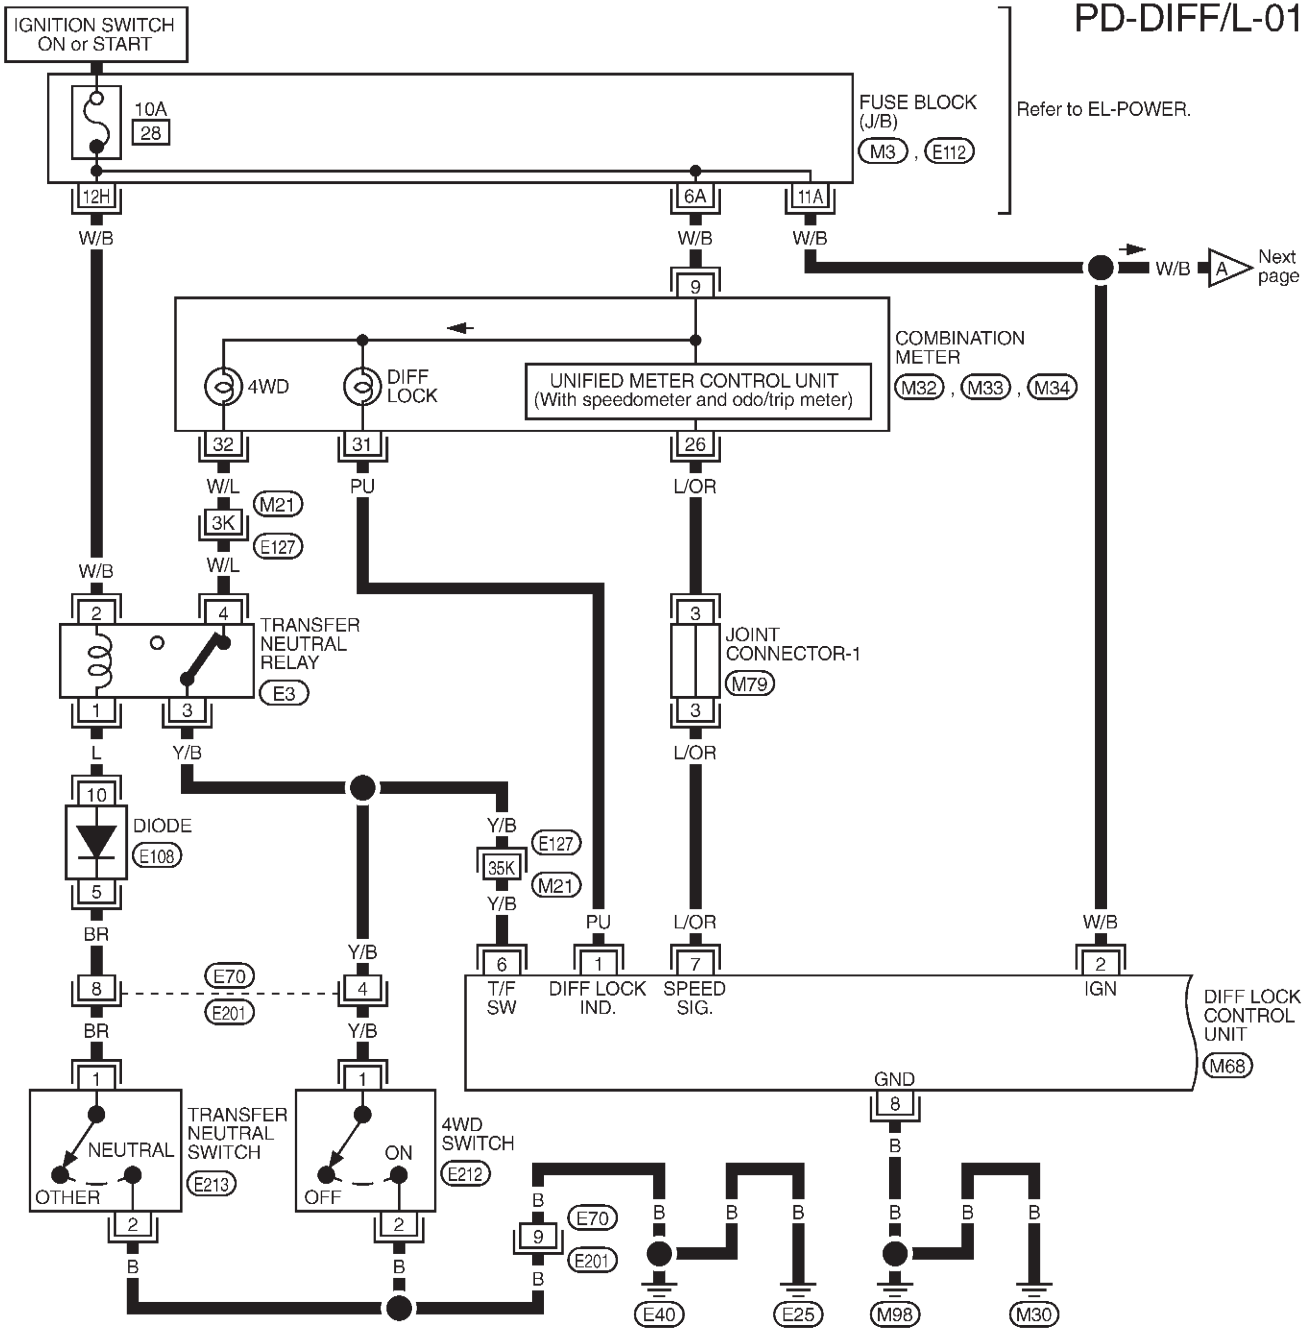 PD-DIFF/L-01
IGNITION SWITCH
ON or START
10A
28
FUSE BLOCK
(J/B)
M3 , E112
Refer to EL-POWER.
12H
6A
11A
W/B
W/B
W/B
W/B
A
Next
page
9
COMBINATION
METER
M32 , M33 , M34
4WD
DIFF
LOCK
UNIFIED METER CONTROL UNIT
(With speedometer and odo/trip meter)
32
31
26
W/L
PU
L/OR
M21
3K
E127
W/L
W/B
2
4
3
TRANSFER
NEUTRAL
RELAY
E3
JOINT
CONNECTOR-1
M79
1
3
3
L
Y/B
L/OR
10
DIODE
E108
5
Y/B
E127
35K
M21
Y/B
BR
Y/B
PU
L/OR
W/B
8
E70
E201
4
6
1
7
2
T/F
SW
DIFF LOCK
IND.
SPEED
SIG.
IGN
DIFF LOCK
CONTROL
UNIT
M68
BR
Y/B
1
1
GND
8
TRANSFER
NEUTRAL
SWITCH
E213
NEUTRAL
OTHER
4WD
SWITCH
E212
ON
OFF
B
2
2
B
B
B
9
E70
E201
B
B
B
B
B
B
B
B
E40
E25
M98
M30